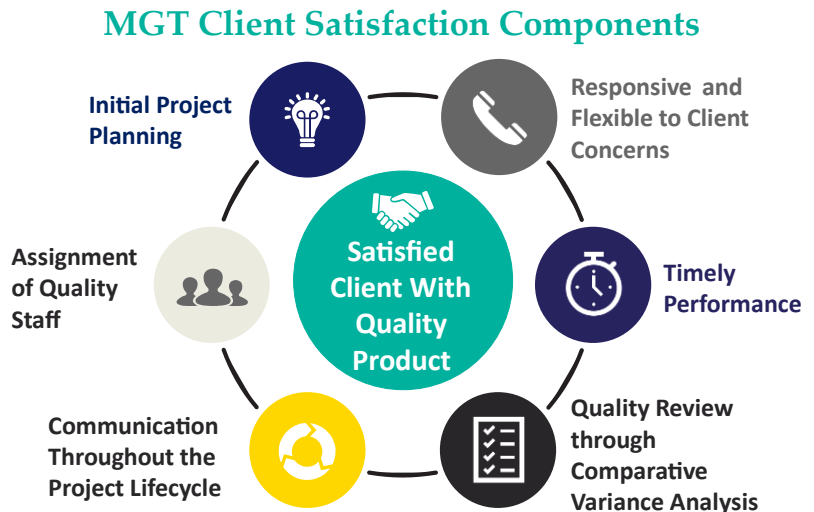 MGT Client Satisfaction Components
Initial Project
Planning
Responsive and
Flexible to Client
Concerns
Assignment
of Quality
Staff
Satisfied
Client With
Quality
Product
Timely
Performance
Communication
Throughout the
Project Lifecycle
Quality Review
through
Comparative
Variance Analysis